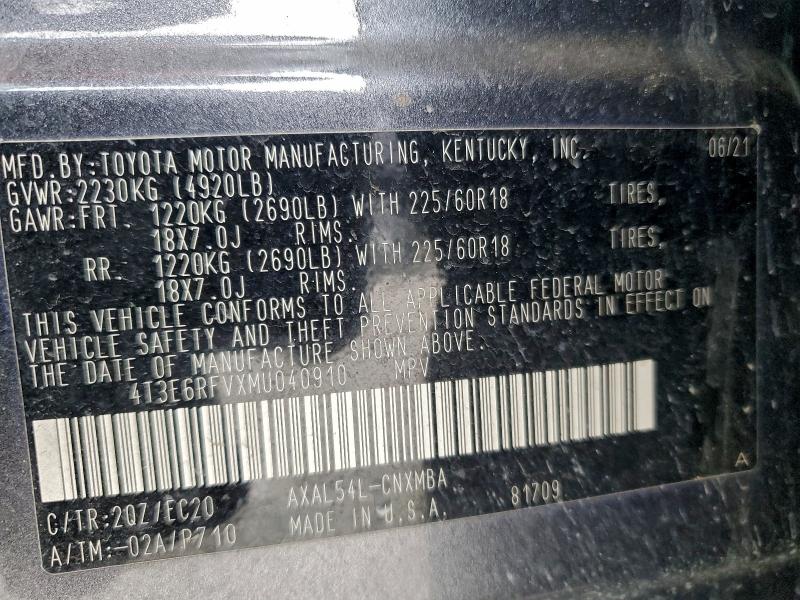 MFD.BY:TOYOTA MOTOR MANUFACTURING, KENTUCKY, INC. 06/21
GVWR:2230KG (4920LB)
GAWR:FRT. 1220KG (2690LB) WITH 225/60R18 TIRES,
18X7.0J RIMS.
RR. 1220KG (2690LB) WITH 225/60R18 TIRES,
18X7.0J RIMS.
THIS VEHICLE CONFORMS TO ALL APPLICABLE FEDERAL MOTOR
VEHICLE SAFETY AND THEFT PREVENTION STANDARDS IN EFFECT ON
THE DATE OF MANUFACTURE SHOWN ABOVE.
4T3E6RFVXMU040910 MPV
A
C/TR:2QZ/EC20 AXAL54L-CNXMBA 81709
A/TM:-02A/P710 MADE IN U.S.A.